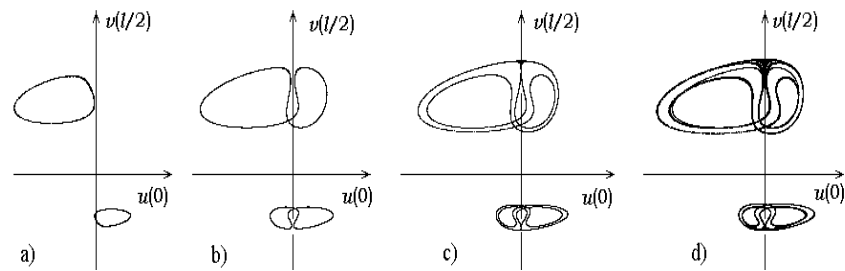 v(l/2) v(l/2) v(l/2) v(l/2)
u(0) u(0) u(0) u(0)
a) b) c) d)